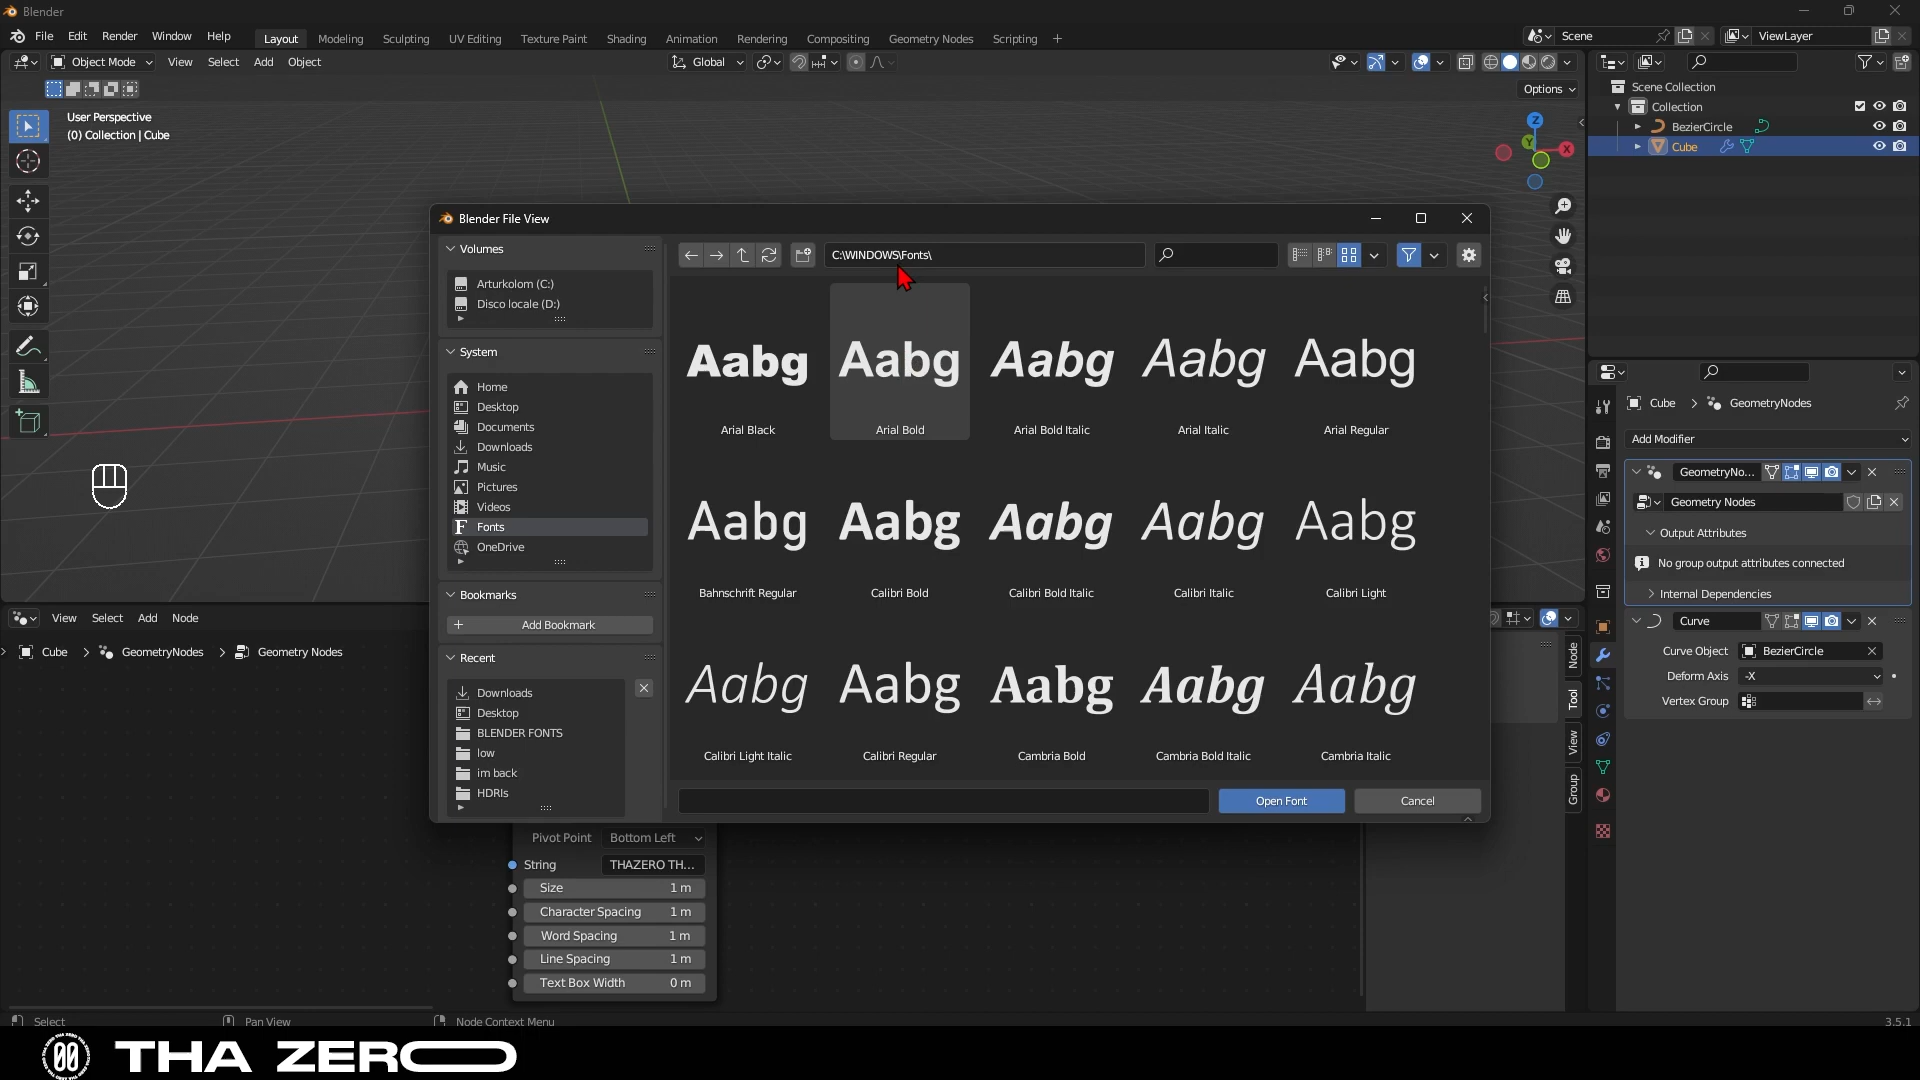 Blender
File Edit Render Window Help Layout Modeling Sculpting UV Editing Texture Paint Shading Animation Rendering Compositing Geometry Nodes Scripting + Scene ViewLayer
Object Mode View Select Add Object Global
Options
User Perspective
(0) Collection | Cube
Z
Y
X
Scene Collection
Collection
BezierCircle
Cube
Blender File View
Volumes
Arturkolom (C:)
Disco locale (D:)
System
Home
Desktop
Documents
Downloads
Music
Pictures
Videos
Fonts
OneDrive
Bookmarks
Add Bookmark
Recent
Downloads
Desktop
BLENDER FONTS
low
im back
HDRIs
C:\WINDOWS\Fonts\
Aabg Aabg Aabg Aabg Aabg
Arial Black Arial Bold Arial Bold Italic Arial Italic Arial Regular
Aabg Aabg Aabg Aabg Aabg
Bahnschrift Regular Calibri Bold Calibri Bold Italic Calibri Italic Calibri Light
Aabg Aabg Aabg Aabg Aabg
Calibri Light Italic Calibri Regular Cambria Bold Cambria Bold Italic Cambria Italic
Open Font Cancel
Cube > GeometryNodes
Add Modifier
GeometryNo...
Geometry Nodes
Output Attributes
No group output attributes connected
Internal Dependencies
Curve
Curve Object BezierCircle
Deform Axis -X
Vertex Group
View Select Add Node
Cube > GeometryNodes > Geometry Nodes
Node
Tool
View
Group
Pivot Point Bottom Left
String THAZERO TH...
Size 1 m
Character Spacing 1 m
Word Spacing 1 m
Line Spacing 1 m
Text Box Width 0 m
Select Pan View Node Context Menu 3.5.1
THA ZERO